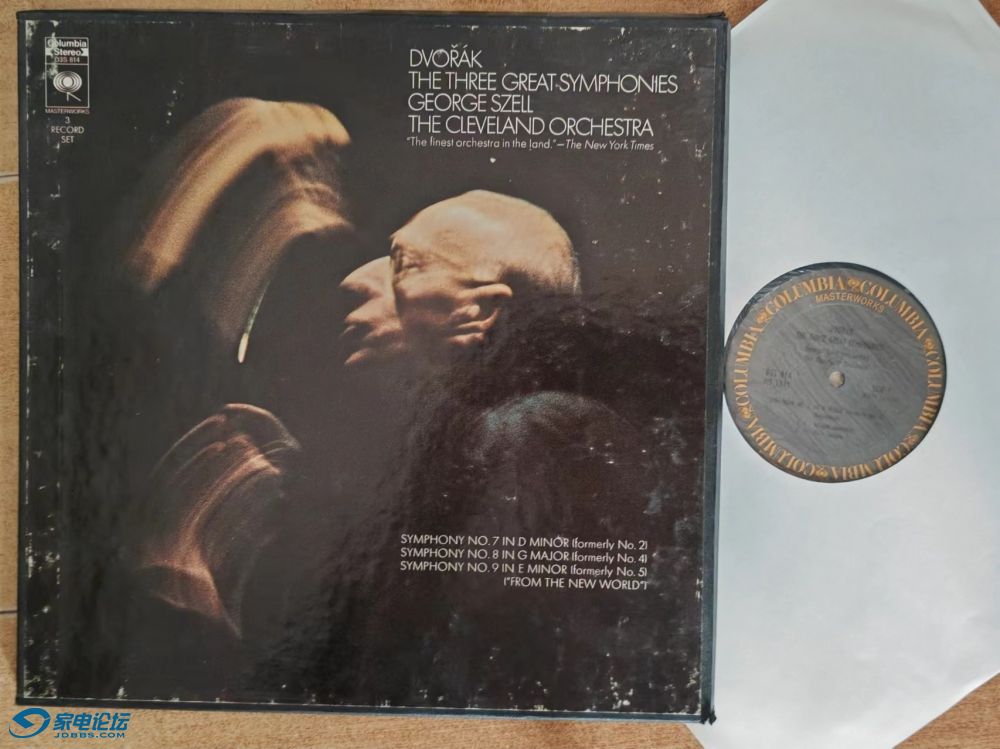 Columbia
Stereo
D3S 814
MASTERWORKS
3
RECORD
SET
DVOŘÁK
THE THREE GREAT SYMPHONIES
GEORGE SZELL
THE CLEVELAND ORCHESTRA
"The finest orchestra in the land."—The New York Times
SYMPHONY NO. 7 IN D MINOR (formerly No. 2)
SYMPHONY NO. 8 IN G MAJOR (formerly No. 4)
SYMPHONY NO. 9 IN E MINOR (formerly No. 5)
("FROM THE NEW WORLD")
COLUMBIA COLUMBIA COLUMBIA COLUMBIA COLUMBIA COLUMBIA
MASTERWORKS
家电论坛
JDBBS.COM